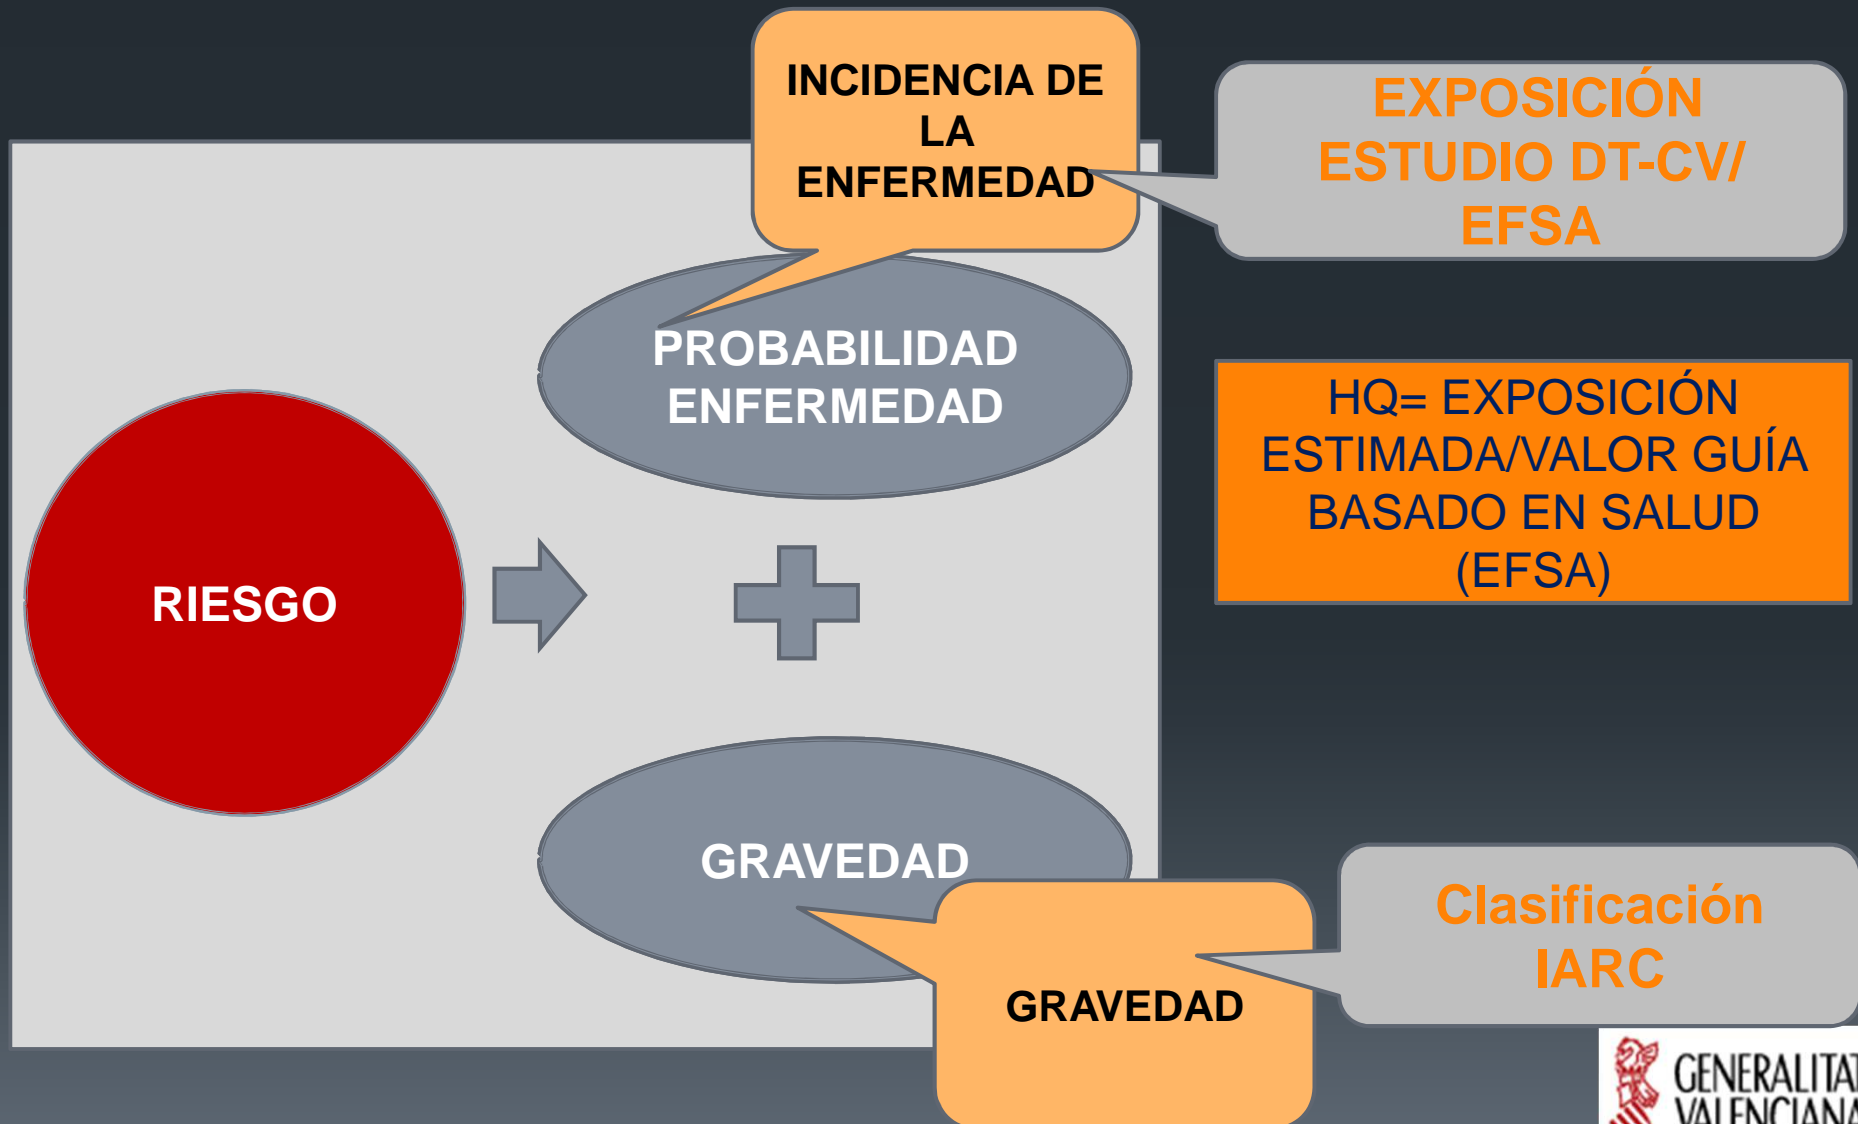 INCIDENCIA DE
LA
ENFERMEDAD
EXPOSICIÓN
ESTUDIO DT-CV/
EFSA
PROBABILIDAD
ENFERMEDAD
HQ= EXPOSICIÓN
ESTIMADA/VALOR GUÍA
BASADO EN SALUD
(EFSA)
RIESGO
GRAVEDAD
GRAVEDAD
Clasificación
IARC
GENERALITAT
VALENCIANA